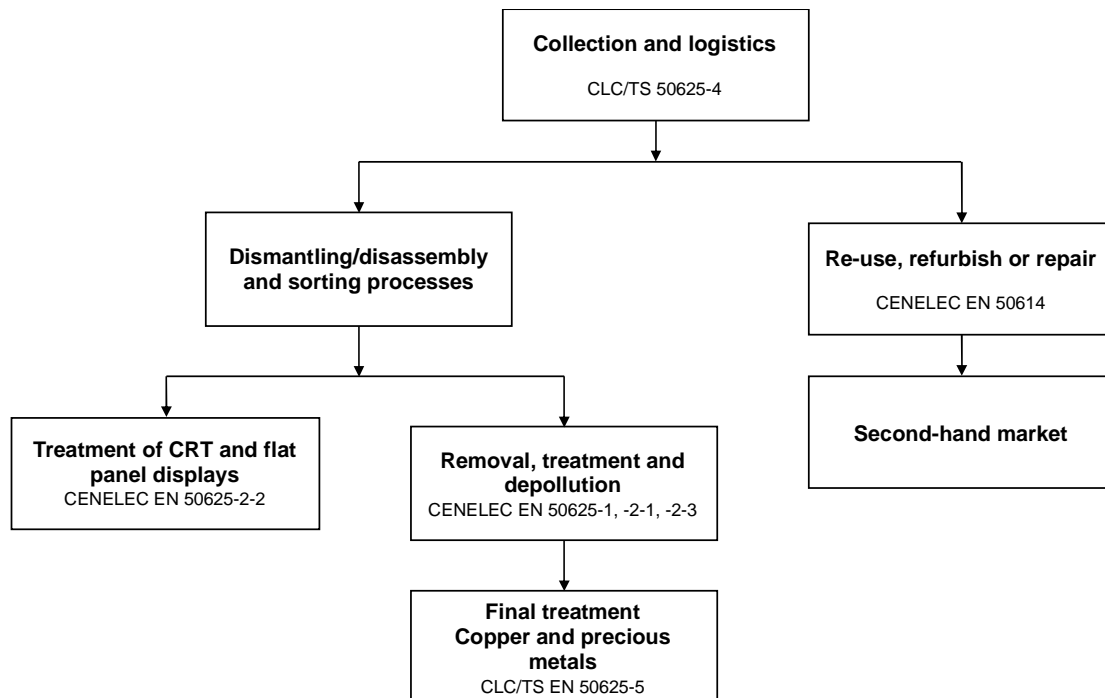 Collection and logistics
CLC/TS 50625-4
Dismantling/disassembly
and sorting processes
Re-use, refurbish or repair
CENELEC EN 50614
Treatment of CRT and flat
panel displays
CENELEC EN 50625-2-2
Removal, treatment and
depollution
CENELEC EN 50625-1, -2-1, -2-3
Second-hand market
Final treatment
Copper and precious
metals
CLC/TS EN 50625-5